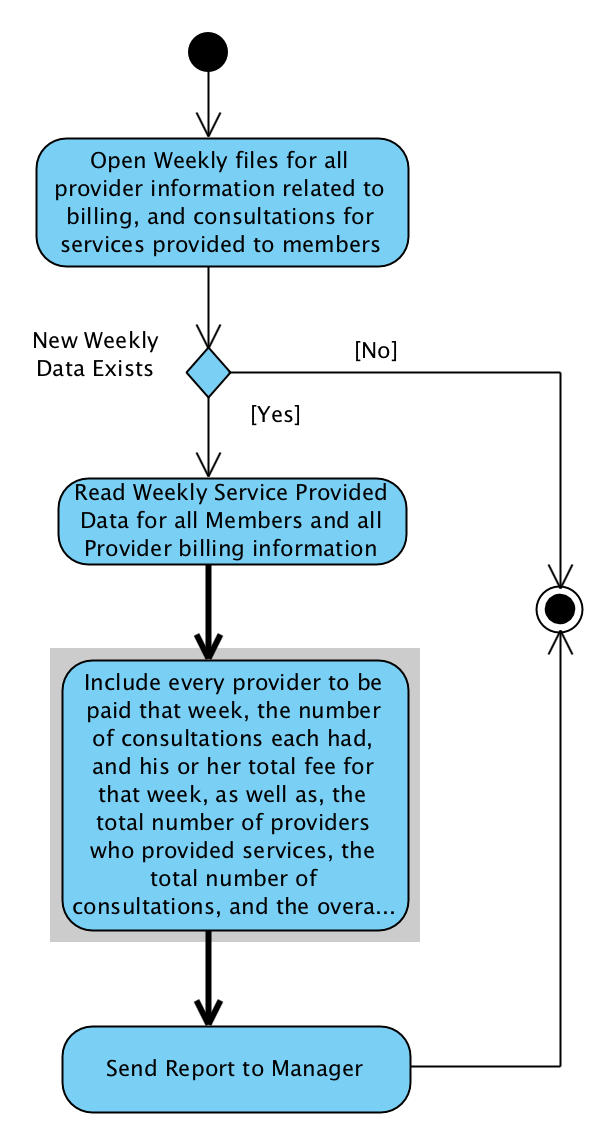 Open Weekly files for all
provider information related to
billing, and consultations for
services provided to members
New Weekly
Data Exists
[No]
[Yes]
Read Weekly Service Provided
Data for all Members and all
Provider billing information
Include every provider to be
paid that week, the number
of consultations each had,
and his or her total fee for
that week, as well as, the
total number of providers
who provided services, the
total number of
consultations, and the overa...
Send Report to Manager